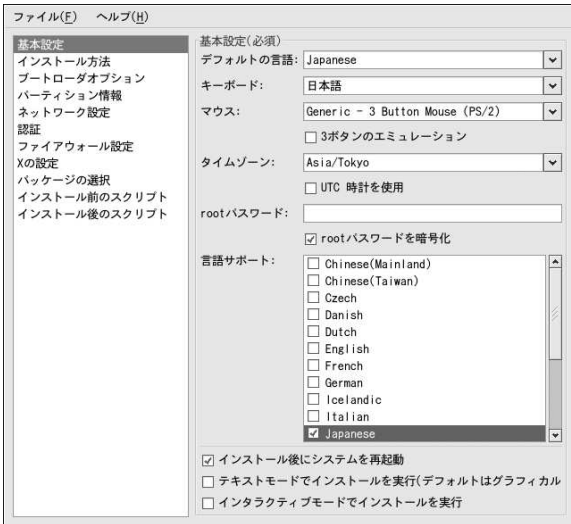 ファイル(F) ヘルプ(H)
基本設定
インストール方法
ブートローダオプション
パーティション情報
ネットワーク設定
認証
ファイアウォール設定
Xの設定
パッケージの選択
インストール前のスクリプト
インストール後のスクリプト
基本設定(必須)
デフォルトの言語: Japanese
キーボード: 日本語
マウス: Generic - 3 Button Mouse (PS/2)
3ボタンのエミュレーション
タイムゾーン: Asia/Tokyo
UTC 時計を使用
rootパスワード:
rootパスワードを暗号化
言語サポート:
Chinese(Mainland)
Chinese(Taiwan)
Czech
Danish
Dutch
English
French
German
Icelandic
Italian
Japanese
インストール後にシステムを再起動
テキストモードでインストールを実行(デフォルトはグラフィカル
インタラクティブモードでインストールを実行